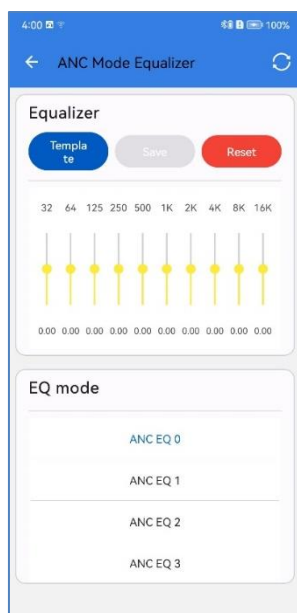 4:00 100%
ANC Mode Equalizer
Equalizer
Templa
te
Save
Reset
32 64 125 250 500 1K 2K 4K 8K 16K
0.00 0.00 0.00 0.00 0.00 0.00 0.00 0.00 0.00 0.00
EQ mode
ANC EQ 0
ANC EQ 1
ANC EQ 2
ANC EQ 3